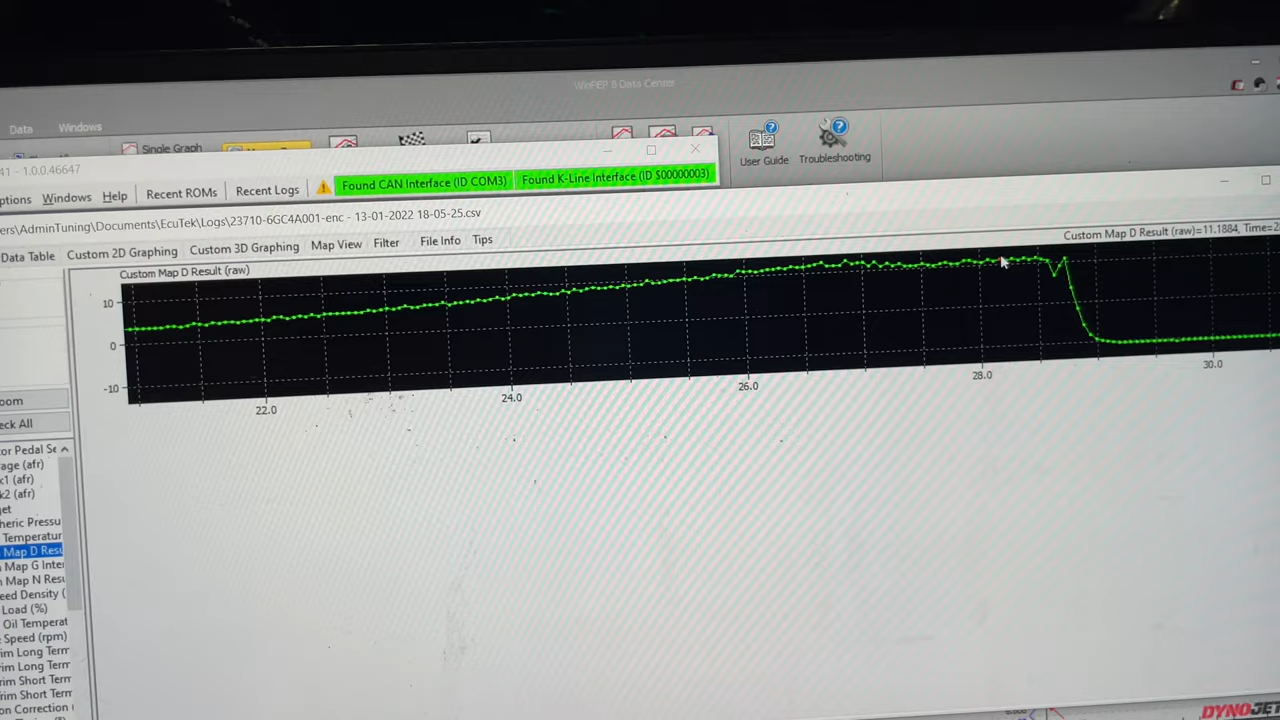 WinPEP 8 Data Center
Data Windows
Single Graph
User Guide
Troubleshooting
41 - 1.0.0.46647
ptions Windows Help Recent ROMs Recent Logs Found CAN Interface (ID COM3) Found K-Line Interface (ID S00000003)
ers\AdminTuning\Documents\EcuTek\Logs\23710-6GC4A001-enc - 13-01-2022 18-05-25.csv
Data Table Custom 2D Graphing Custom 3D Graphing Map View Filter File Info Tips
Custom Map D Result (raw)=11.1884, Time=2
Custom Map D Result (raw)
10
0
-10
22.0 24.0 26.0 28.0 30.0
oom
eck All
tor Pedal Se
age (afr)
k1 (afr)
k2 (afr)
get
heric Pressu
Temperatur
Map D Resu
Map G Inter
Map N Resu
eed Density (
Load (%)
Oil Temperat
Speed (rpm)
rim Long Term
rim Long Term
rim Short Term
rim Short Term
on Correction
DYNOJET